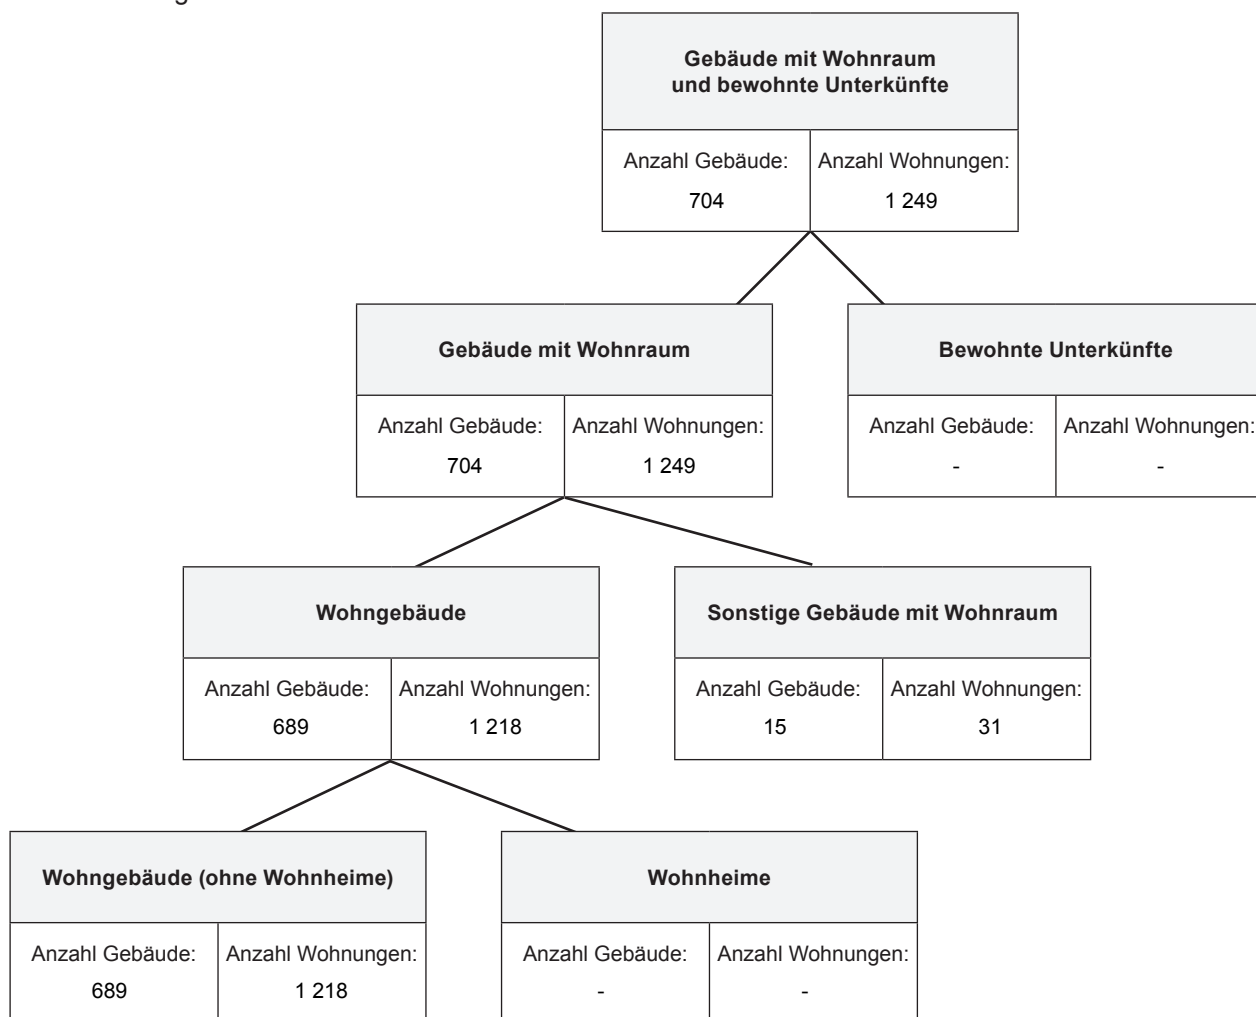 Gebäude mit Wohnraum
und bewohnte Unterkünfte
Anzahl Gebäude: Anzahl Wohnungen:
704 1 249
Gebäude mit Wohnraum
Anzahl Gebäude: Anzahl Wohnungen:
704 1 249
Bewohnte Unterkünfte
Anzahl Gebäude: Anzahl Wohnungen:
- -
Wohngebäude
Anzahl Gebäude: Anzahl Wohnungen:
689 1 218
Sonstige Gebäude mit Wohnraum
Anzahl Gebäude: Anzahl Wohnungen:
15 31
Wohngebäude (ohne Wohnheime)
Anzahl Gebäude: Anzahl Wohnungen:
689 1 218
Wohnheime
Anzahl Gebäude: Anzahl Wohnungen:
- -